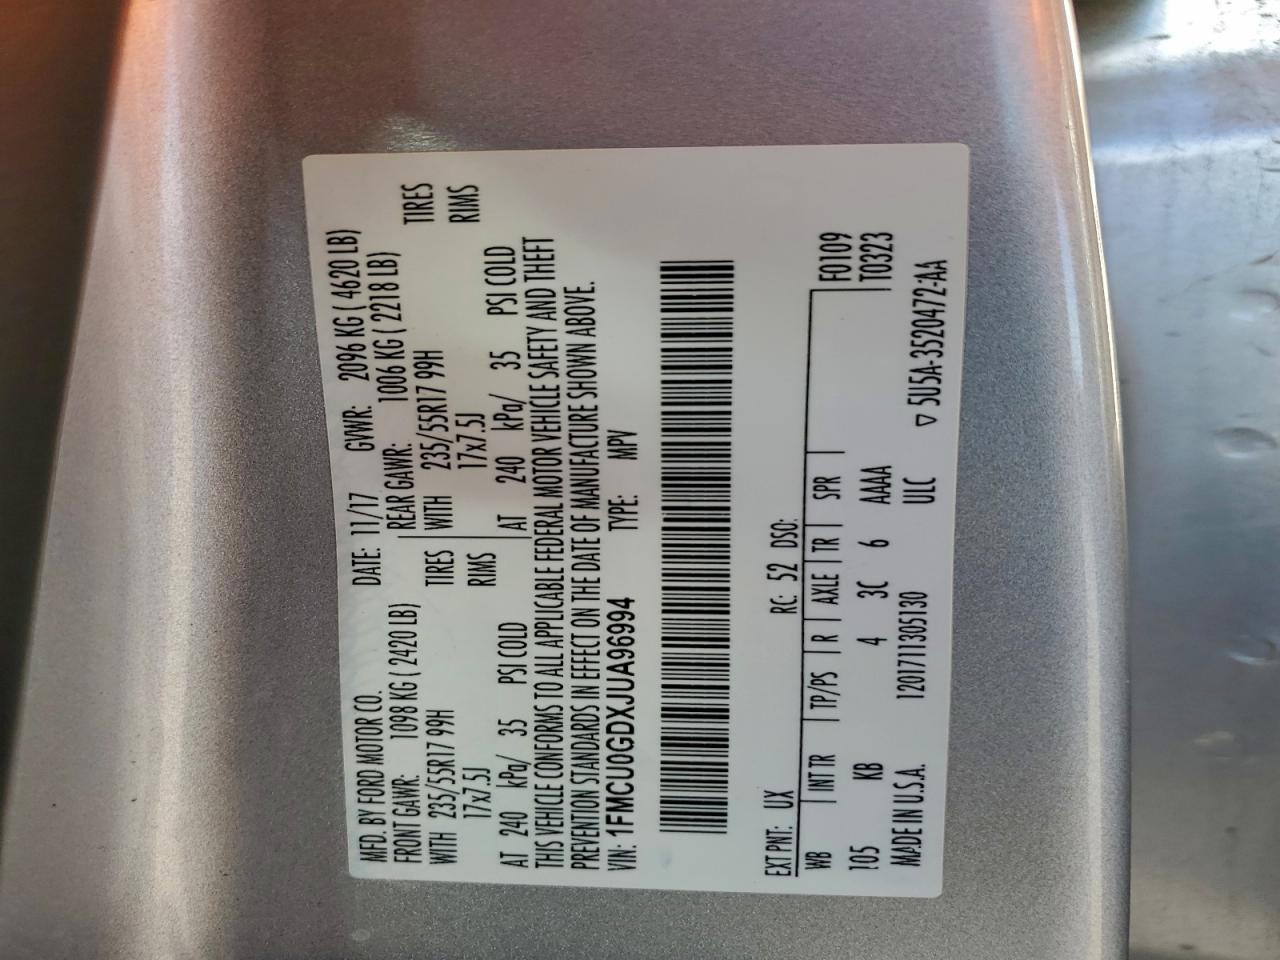 MFD. BY FORD MOTOR CO. DATE: 11/17 GVWR: 2096 KG ( 4620 LB)
FRONT GAWR: 1098 KG ( 2420 LB) REAR GAWR: 1006 KG ( 2218 LB)
WITH 235/55R17 99H TIRES WITH 235/55R17 99H TIRES
17x7.5J RIMS 17x7.5J RIMS
AT 240 kPa/ 35 PSI COLD AT 240 kPa/ 35 PSI COLD
THIS VEHICLE CONFORMS TO ALL APPLICABLE FEDERAL MOTOR VEHICLE SAFETY AND THEFT
PREVENTION STANDARDS IN EFFECT ON THE DATE OF MANUFACTURE SHOWN ABOVE.
VIN: 1FMCU0GDXJUA96994 TYPE: MPV
EXT PNT: UX RC: 52 DSO:
WB INT TR TP/PS R AXLE TR SPR F0109
105 KB 4 3C 6 AAAA T0323
MADE IN U.S.A. 1201711305130 ULC ▽ 5U5A-3520472-AA